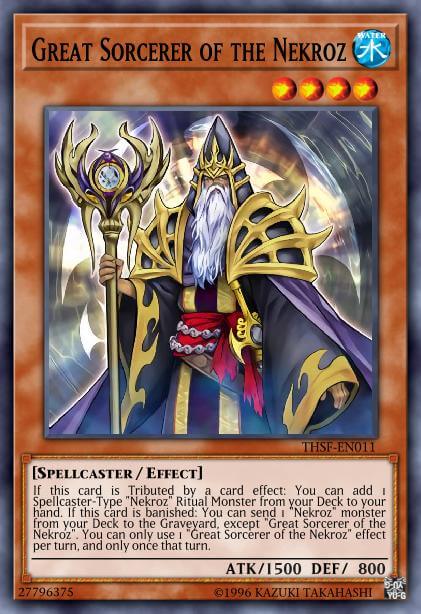 GREAT SORCERER OF THE NEKROZ
WATER
水
THSF-EN011
[SPELLCASTER / EFFECT]
If this card is Tributed by a card effect: You can add 1
Spellcaster-Type "Nekroz" Ritual Monster from your Deck to your
hand. If this card is banished: You can send 1 "Nekroz" monster
from your Deck to the Graveyard, except "Great Sorcerer of the
Nekroz". You can only use 1 "Great Sorcerer of the Nekroz" effect
per turn, and only once that turn.
ATK/1500 DEF/ 800
27796375
©1996 KAZUKI TAKAHASHI